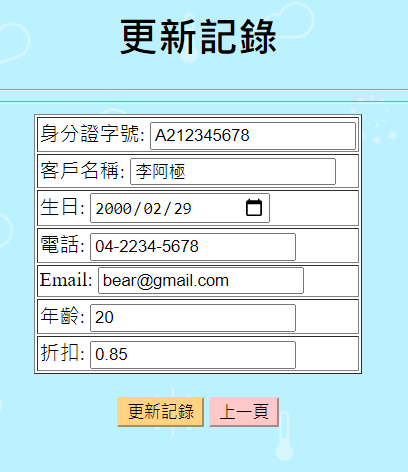 更新記錄
身分證字號: A212345678
客戶名稱: 李阿極
生日: 2000/02/29
電話: 04-2234-5678
Email: bear@gmail.com
年齡: 20
折扣: 0.85
更新記錄 上一頁